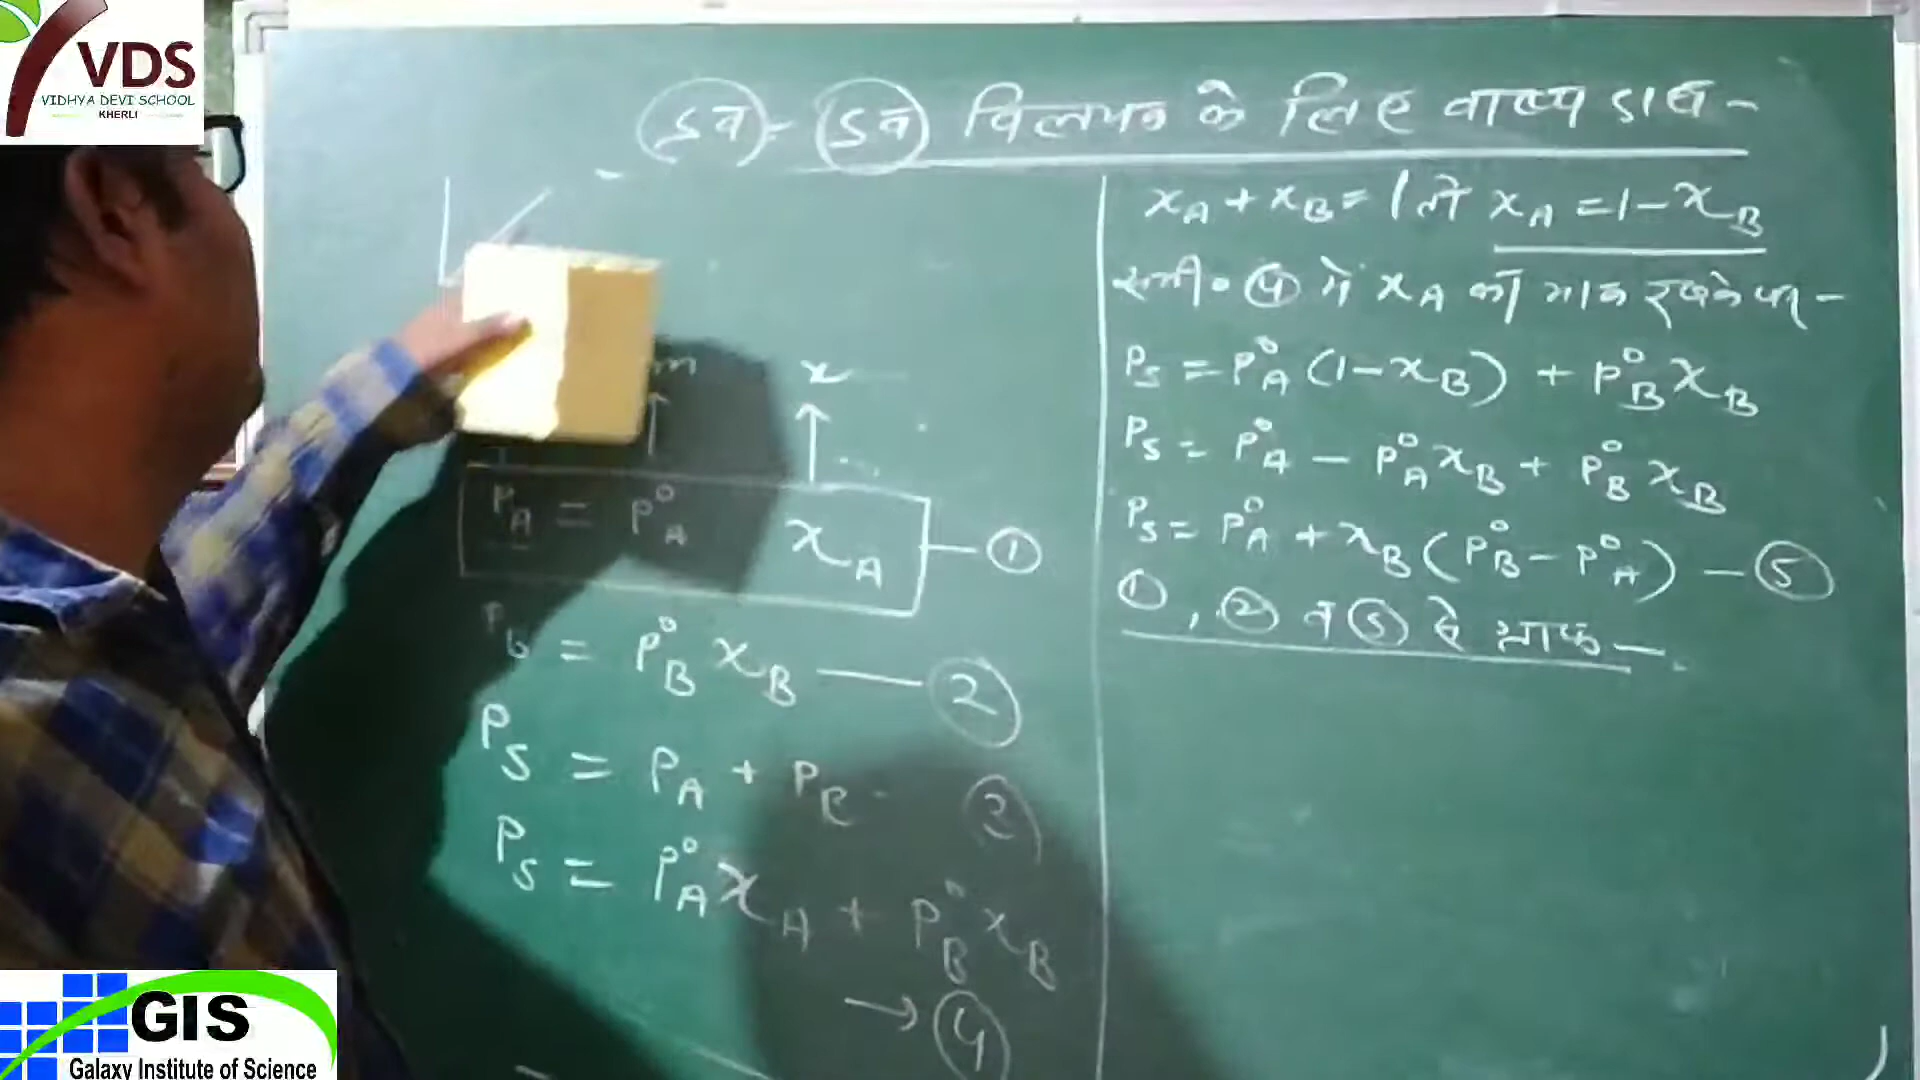 VDS
VIDHYA DEVI SCHOOL
KHERLI
द्रव - द्रव विलयन के लिए वाष्प दाब -
m x
P_A = P°_A x_A — ①
= P°_B x_B — ②
P_S = P_A + P_B ③
P_S = P°_A x_A + P°_B x_B
→ ④
x_A + x_B = 1 से x_A = 1 - x_B
समी० ④ में x_A का मान रखने पर -
P_S = P°_A (1 - x_B) + P°_B x_B
P_S = P°_A - P°_A x_B + P°_B x_B
P_S = P°_A + x_B (P°_B - P°_A) — ⑤
①, ② व ⑤ से ग्राफ -
GIS
Galaxy Institute of Science